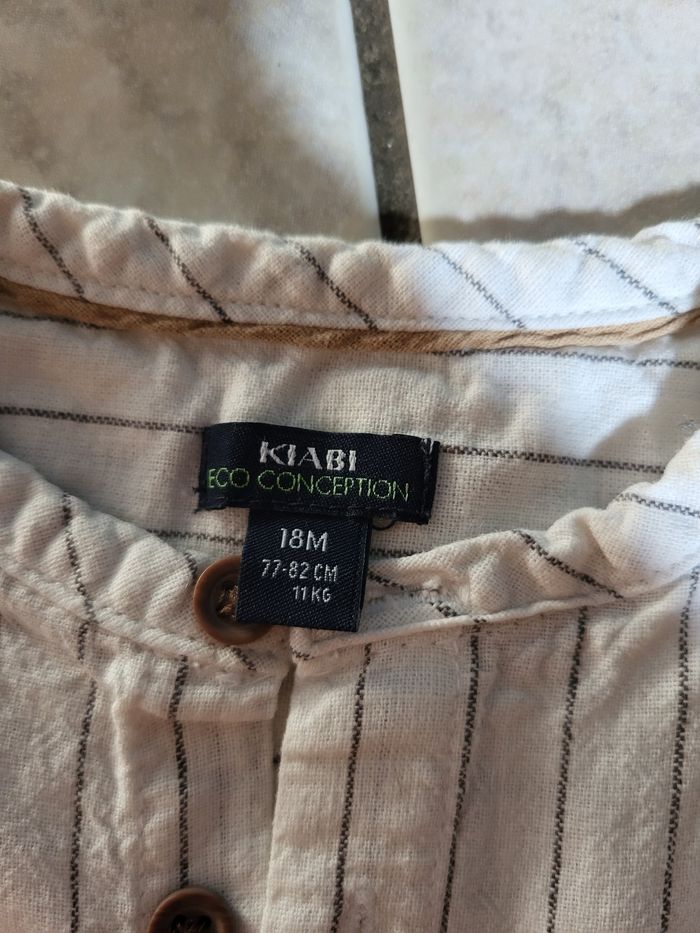 KIABI
ECO CONCEPTION
18M
77-82 CM
11 KG